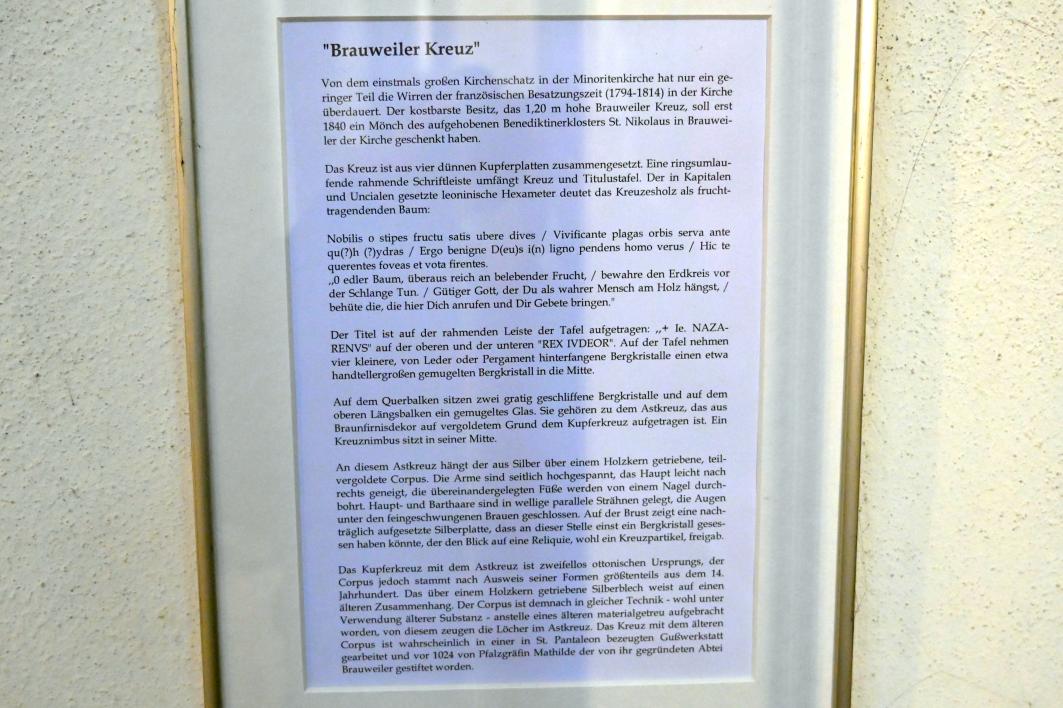 "Brauweiler Kreuz"
Von dem einstmals großen Kirchenschatz in der Minoritenkirche hat nur ein ge-
ringer Teil die Wirren der französischen Besatzungszeit (1794-1814) in der Kirche
überdauert. Der kostbarste Besitz, das 1,20 m hohe Brauweiler Kreuz, soll erst
1840 ein Mönch des aufgehobenen Benediktinerklosters St. Nikolaus in Brauwei-
ler der Kirche geschenkt haben.
Das Kreuz ist aus vier dünnen Kupferplatten zusammengesetzt. Eine ringsumlau-
fende rahmende Schriftleiste umfängt Kreuz und Titulustafel. Der in Kapitalen
und Uncialen gesetzte leoninische Hexameter deutet das Kreuzesholz als frucht-
tragendenden Baum:
Nobilis o stipes fructu satis ubere dives / Vivificante plagas orbis serva ante
qu(?)h (?)ydras / Ergo benigne D(eu)s i(n) ligno pendens homo verus / Hic te
querentes foveas et vota firentes.
„0 edler Baum, überaus reich an belebender Frucht, / bewahre den Erdkreis vor
der Schlange Tun. / Gütiger Gott, der Du als wahrer Mensch am Holz hängst, /
behüte die, die hier Dich anrufen und Dir Gebete bringen."
Der Titel ist auf der rahmenden Leiste der Tafel aufgetragen: ,,+ Ie. NAZA-
RENVS" auf der oberen und der unteren "REX IVDEOR". Auf der Tafel nehmen
vier kleinere, von Leder oder Pergament hinterfangene Bergkristalle einen etwa
handtellergroßen gemugelten Bergkristall in die Mitte.
Auf dem Querbalken sitzen zwei gratig geschliffene Bergkristalle und auf dem
oberen Längsbalken ein gemugeltes Glas. Sie gehören zu dem Astkreuz, das aus
Braunfirnisdekor auf vergoldetem Grund dem Kupferkreuz aufgetragen ist. Ein
Kreuznimbus sitzt in seiner Mitte.
An diesem Astkreuz hängt der aus Silber über einem Holzkern getriebene, teil-
vergoldete Corpus. Die Arme sind seitlich hochgespannt, das Haupt leicht nach
rechts geneigt, die übereinandergelegten Füße werden von einem Nagel durch-
bohrt. Haupt- und Barthaare sind in wellige parallele Strähnen gelegt, die Augen
unter den feingeschwungenen Brauen geschlossen. Auf der Brust zeigt eine nach-
träglich aufgesetzte Silberplatte, dass an dieser Stelle einst ein Bergkristall geses-
sen haben könnte, der den Blick auf eine Reliquie, wohl ein Kreuzpartikel, freigab.
Das Kupferkreuz mit dem Astkreuz ist zweifellos ottonischen Ursprungs, der
Corpus jedoch stammt nach Ausweis seiner Formen größtenteils aus dem 14.
Jahrhundert. Das über einem Holzkern getriebene Silberblech weist auf einen
älteren Zusammenhang. Der Corpus ist demnach in gleicher Technik - wohl unter
Verwendung älterer Substanz - anstelle eines älteren materialgetreu aufgebracht
worden, von diesem zeugen die Löcher im Astkreuz. Das Kreuz mit dem älteren
Corpus ist wahrscheinlich in einer in St. Pantaleon bezeugten Gußwerkstatt
gearbeitet und vor 1024 von Pfalzgräfin Mathilde der von ihr gegründeten Abtei
Brauweiler gestiftet worden.